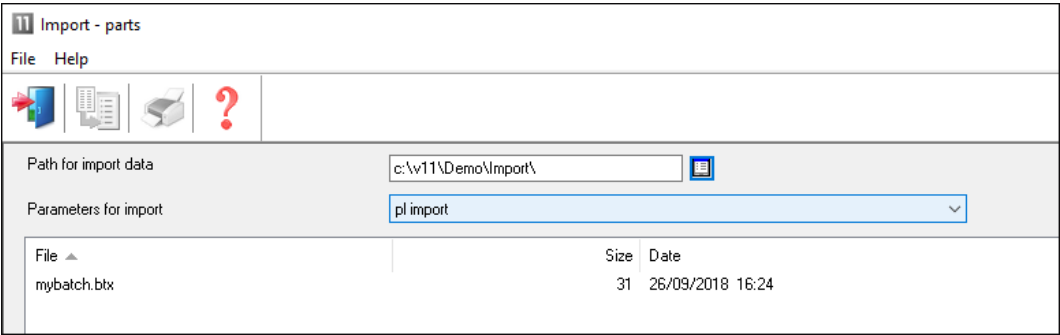 11 Import - parts
File Help
?
Path for import data c:\v11\Demo\Import\
Parameters for import pl import
File Size Date
mybatch.btx 31 26/09/2018 16:24